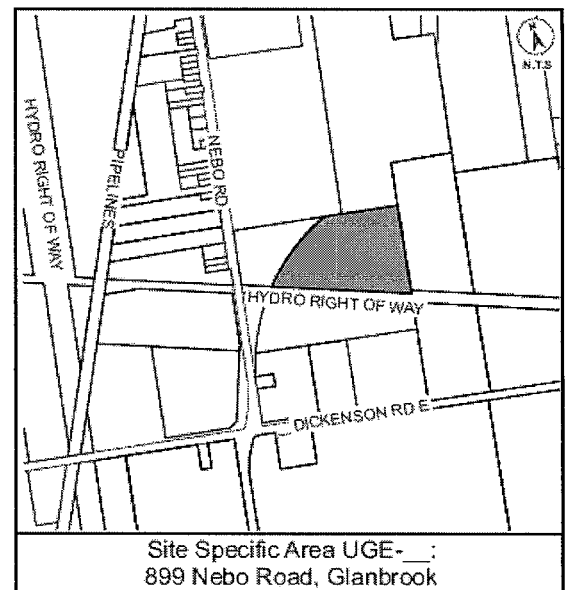 N.T.S
HYDRO RIGHT OF WAY
PIPELINES
NEBO RD
HYDRO RIGHT OF WAY
DICKENSON RD E
Site Specific Area UGE-__:
899 Nebo Road, Glanbrook